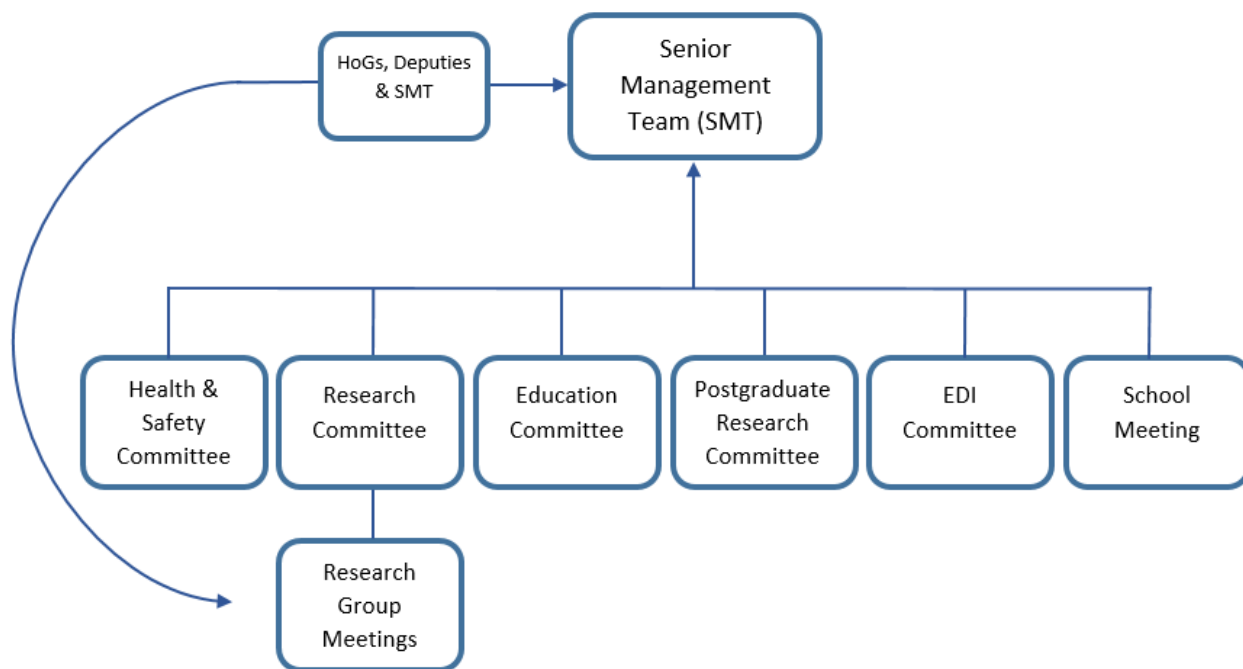 HoGs, Deputies
& SMT
Senior
Management
Team (SMT)
Health &
Safety
Committee
Research
Committee
Education
Committee
Postgraduate
Research
Committee
EDI
Committee
School
Meeting
Research
Group
Meetings